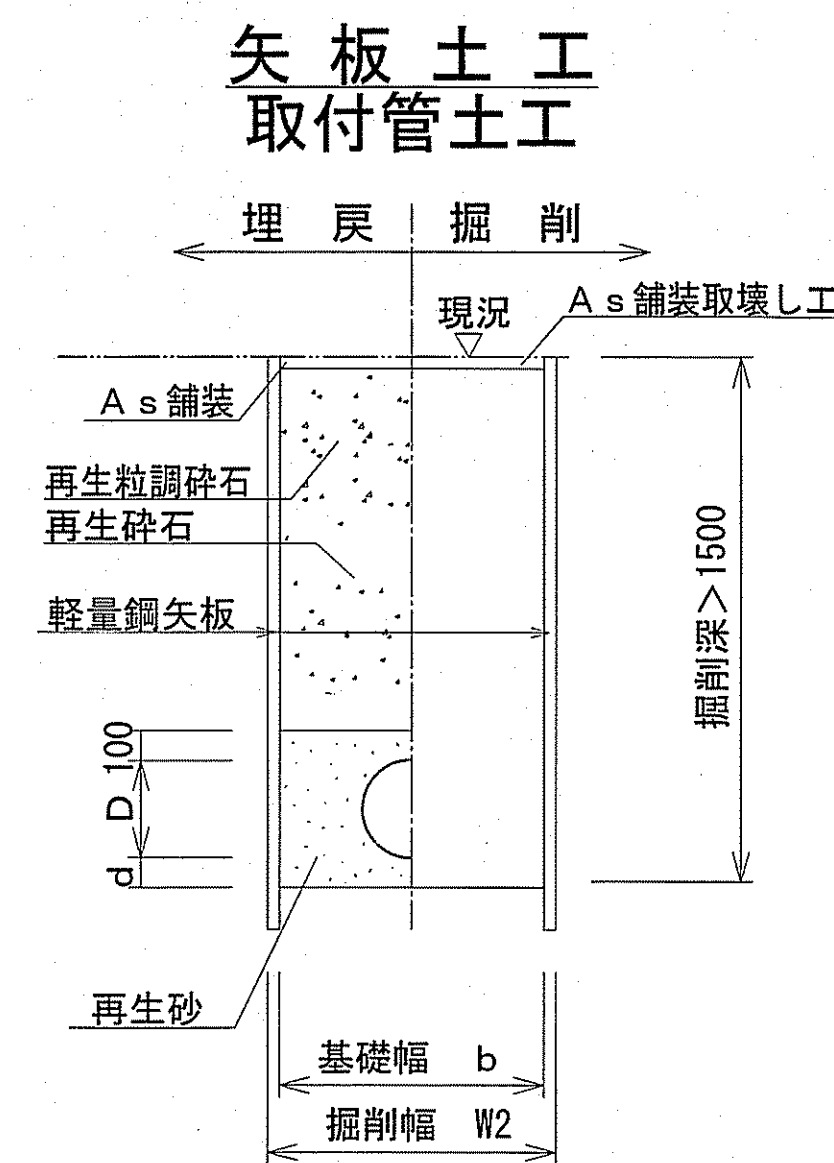 矢板土工
取付管土工
埋戻 掘削
現況
As舗装取壊し工
As舗装
再生粒調砕石
再生砕石
軽量鋼矢板
掘削深>1500
100
D
d
再生砂
基礎幅 b
掘削幅 W2